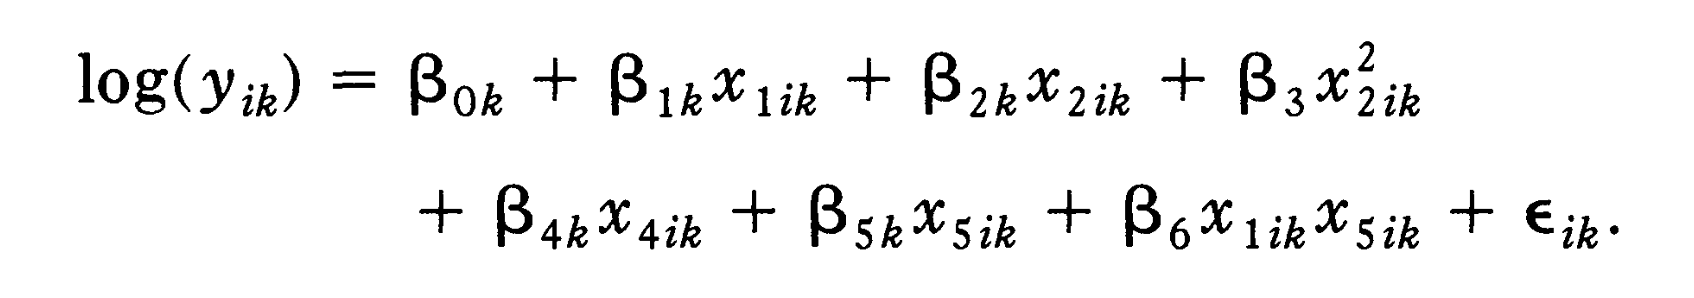 log(y_{ik}) = β_{0k} + β_{1k}x_{1ik} + β_{2k}x_{2ik} + β_3x_{2ik}^2
+ β_{4k}x_{4ik} + β_{5k}x_{5ik} + β_6x_{1ik}x_{5ik} + ϵ_{ik}.